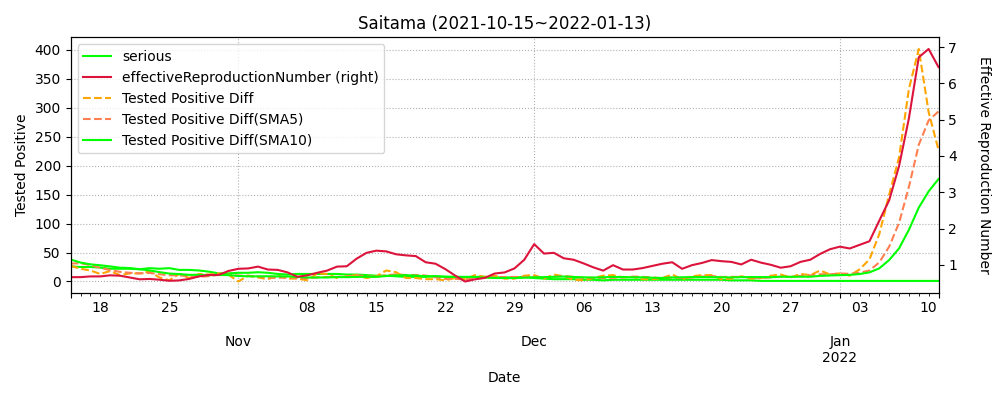 Saitama (2021-10-15~2022-01-13)
serious
effectiveReproductionNumber (right)
Tested Positive Diff
Tested Positive Diff(SMA5)
Tested Positive Diff(SMA10)
Tested Positive
400
350
300
250
200
150
100
50
0
7
6
5
4
3
2
1
Effective Reproduction Number
18 25 08 15 22 29 06 13 20 27 03 10
Nov Dec Jan
2022
Date